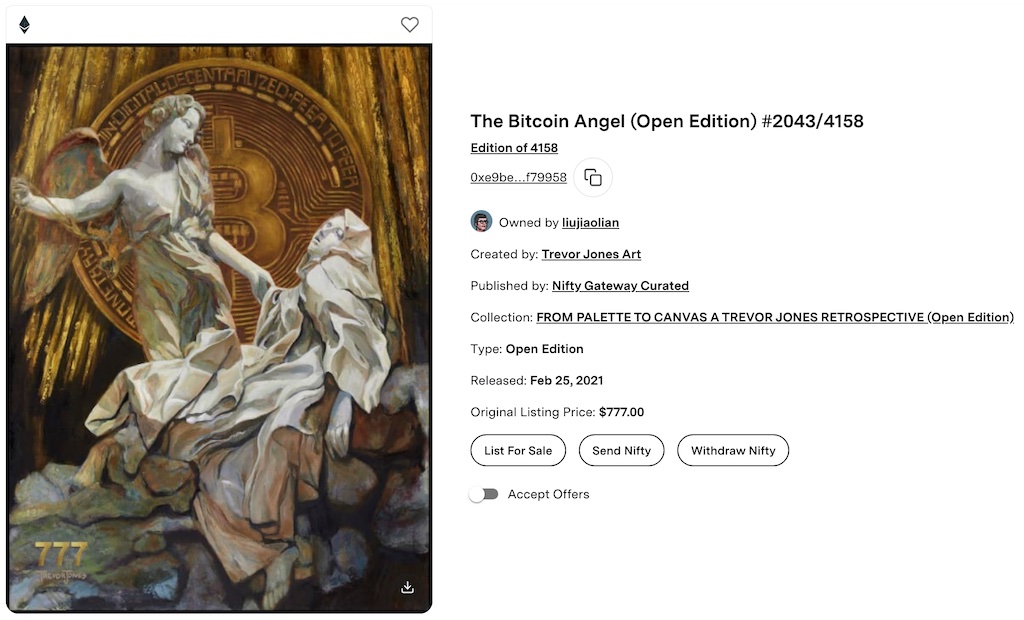 IN·DIGITAL·DECENTRALIZED·PEER TO PEER
777
TREVOR JONES
The Bitcoin Angel (Open Edition) #2043/4158
Edition of 4158
0xe9be...f79958
Owned by liujiaolian
Created by: Trevor Jones Art
Published by: Nifty Gateway Curated
Collection: FROM PALETTE TO CANVAS A TREVOR JONES RETROSPECTIVE (Open Edition)
Type: Open Edition
Released: Feb 25, 2021
Original Listing Price: $777.00
List For Sale
Send Nifty
Withdraw Nifty
Accept Offers